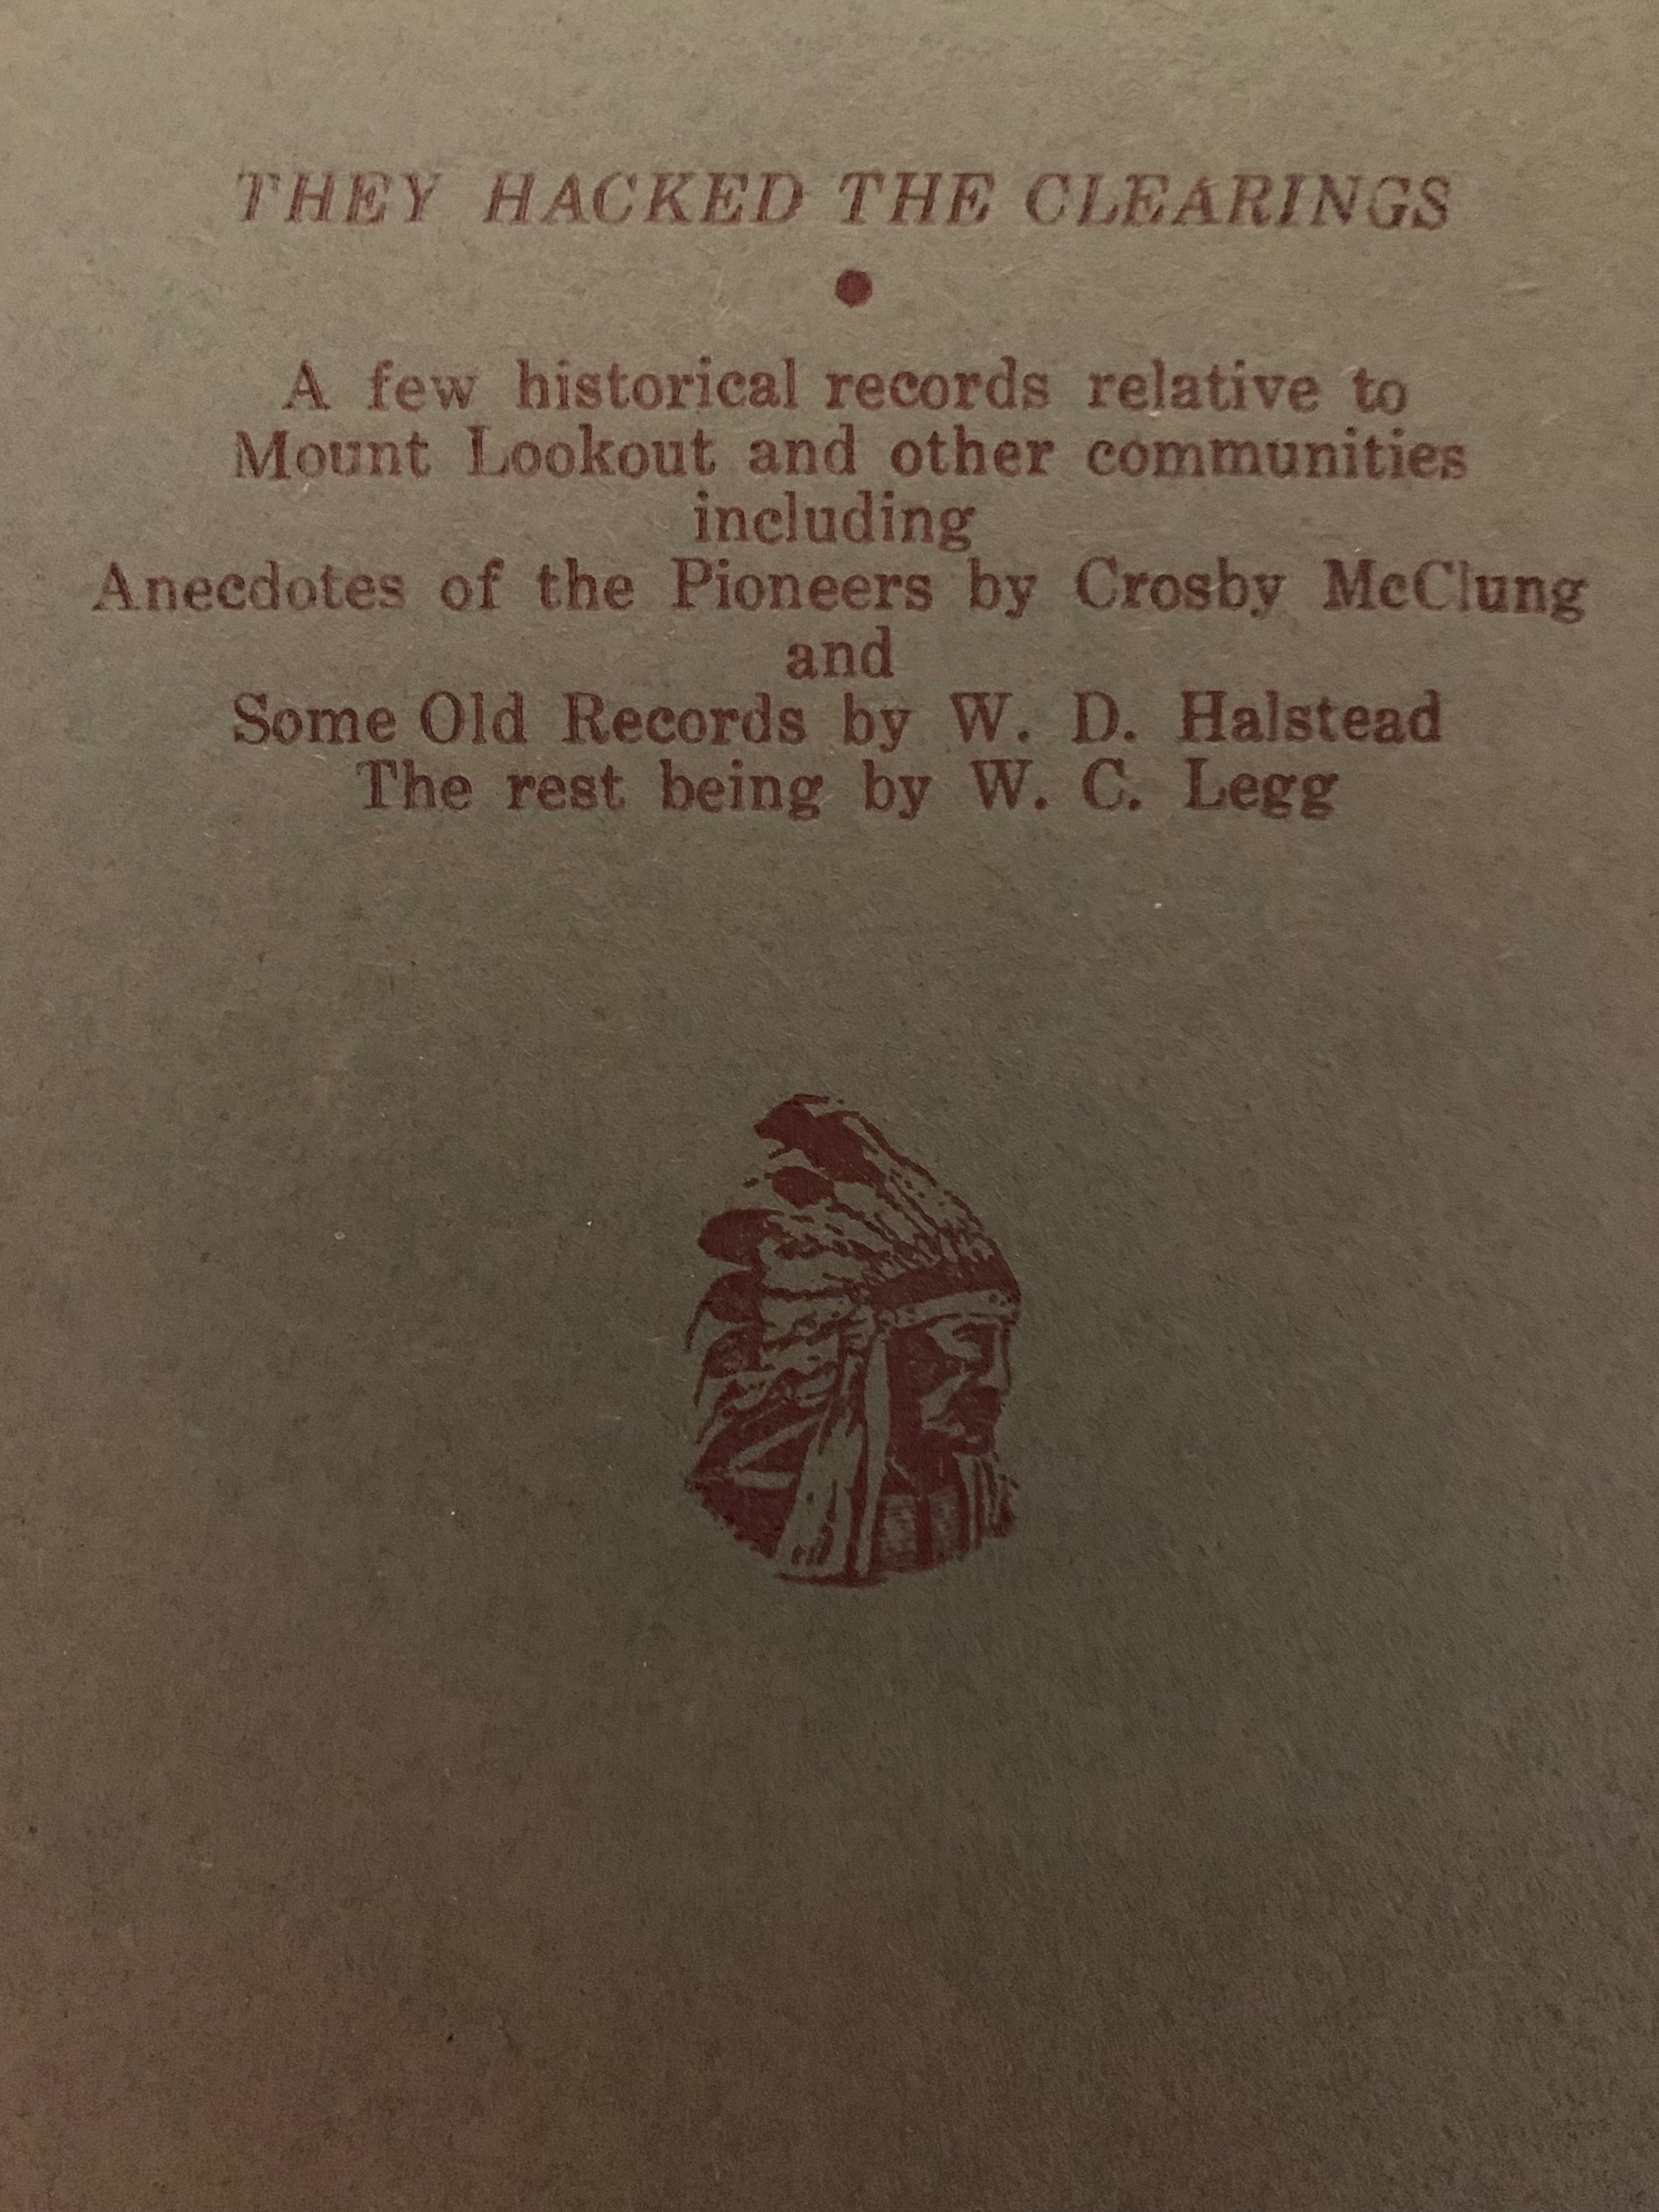 THEY HACKED THE CLEARINGS
A few historical records relative to
Mount Lookout and other communities
including
Anecdotes of the Pioneers by Crosby McClung
and
Some Old Records by W. D. Halstead
The rest being by W. C. Legg